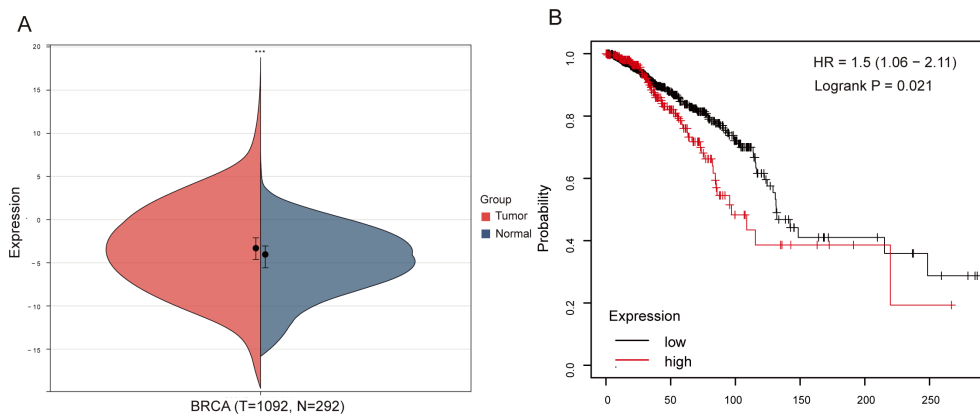 A
20
15
10
5
0
-5
-10
-15
Expression
***
BRCA (T=1092, N=292)
Group
Tumor
Normal
B
HR = 1.5 (1.06 − 2.11)
Logrank P = 0.021
Probability
1.0
0.8
0.6
0.4
0.2
0.0
Expression
low
high
0 50 100 150 200 250